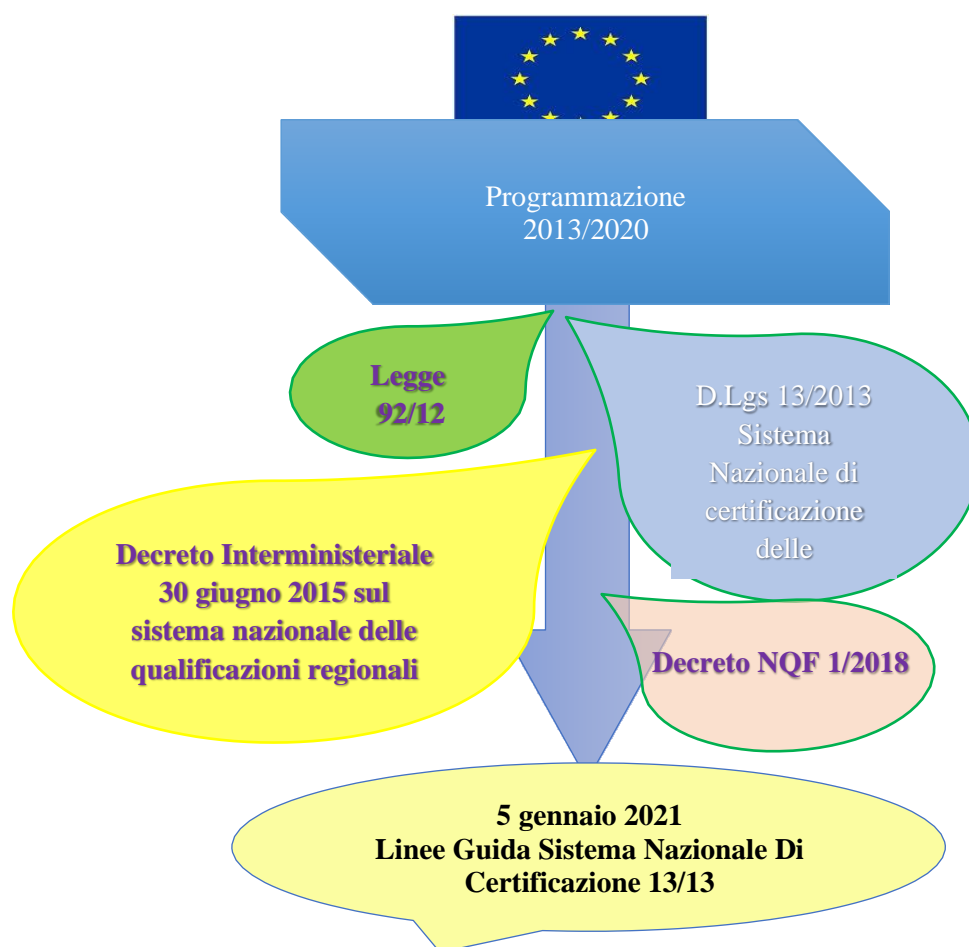 Programmazione
2013/2020
Legge
92/12
D.Lgs 13/2013
Sistema
Nazionale di
certificazione
delle
Decreto Interministeriale
30 giugno 2015 sul
sistema nazionale delle
qualificazioni regionali
Decreto NQF 1/2018
5 gennaio 2021
Linee Guida Sistema Nazionale Di
Certificazione 13/13